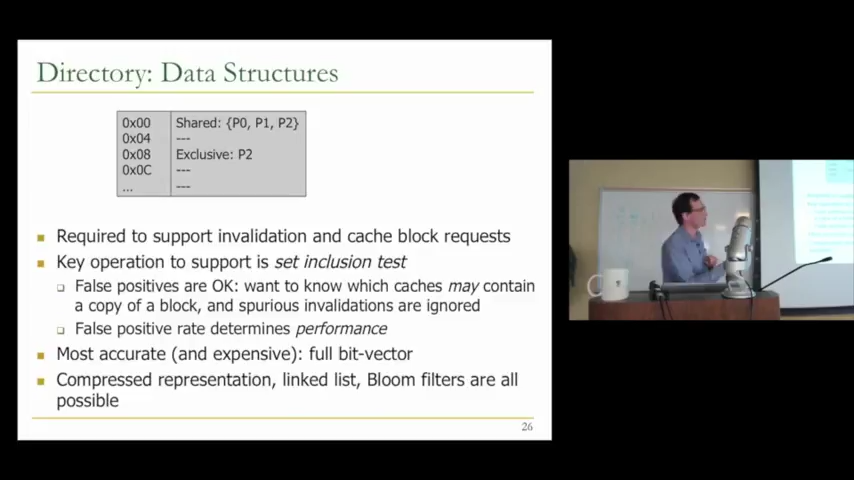 Directory: Data Structures
0x00 Shared: {P0, P1, P2}
0x04 ---
0x08 Exclusive: P2
0x0C ---
... ---
Required to support invalidation and cache block requests
Key operation to support is set inclusion test
False positives are OK: want to know which caches may contain
a copy of a block, and spurious invalidations are ignored
False positive rate determines performance
Most accurate (and expensive): full bit-vector
Compressed representation, linked list, Bloom filters are all
possible
26